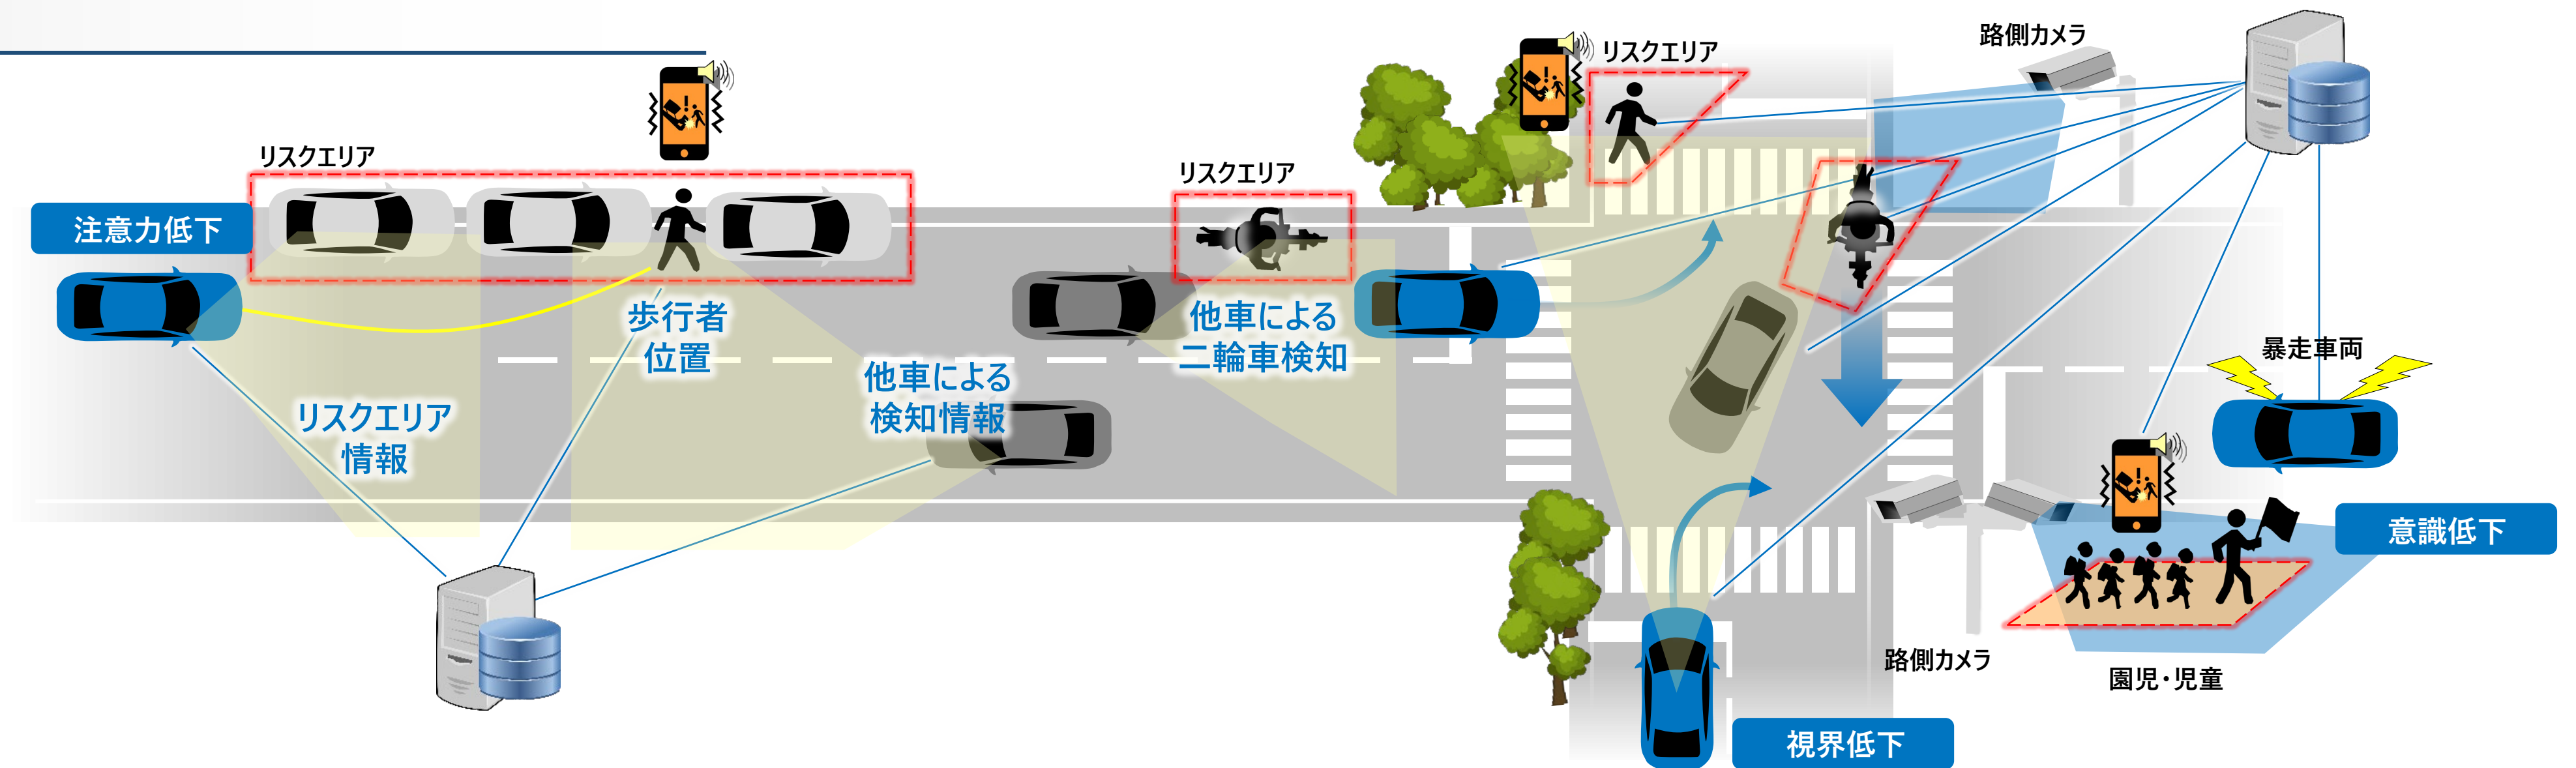 リスクエリア
注意力低下
歩行者
位置
リスクエリア
情報
他車による
検知情報
リスクエリア
他車による
二輪車検知
リスクエリア
路側カメラ
暴走車両
意識低下
路側カメラ
園児・児童
視界低下